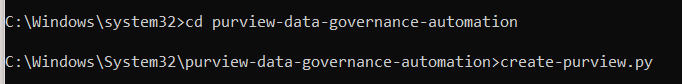 C:\Windows\system32>cd purview-data-governance-automation
C:\Windows\System32\purview-data-governance-automation>create-purview.py